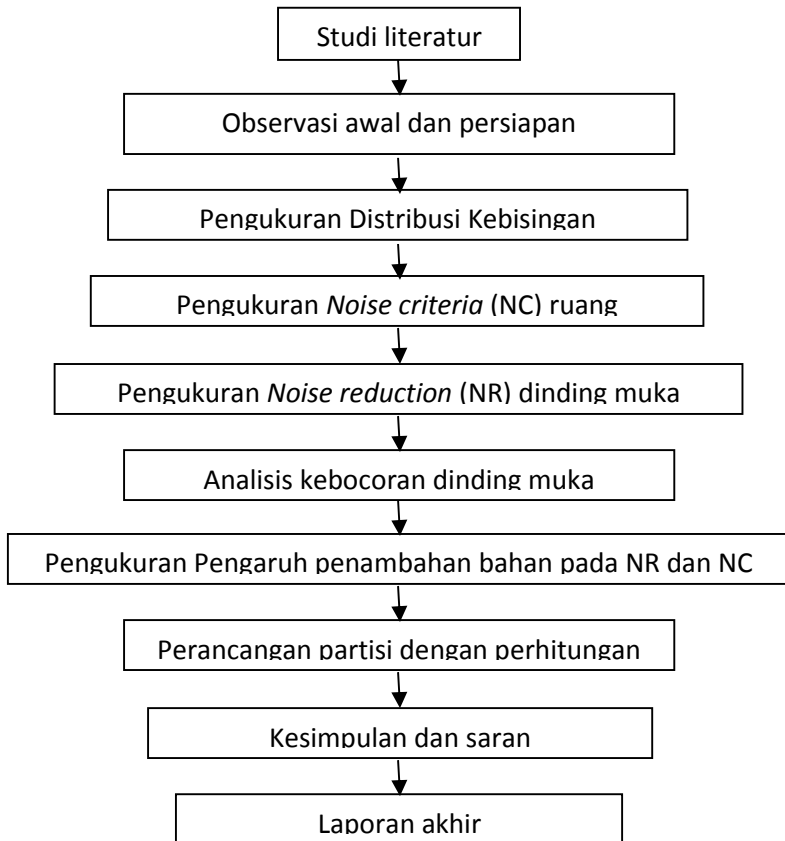 Studi literatur
Observasi awal dan persiapan
Pengukuran Distribusi Kebisingan
Pengukuran Noise criteria (NC) ruang
Pengukuran Noise reduction (NR) dinding muka
Analisis kebocoran dinding muka
Pengukuran Pengaruh penambahan bahan pada NR dan NC
Perancangan partisi dengan perhitungan
Kesimpulan dan saran
Laporan akhir